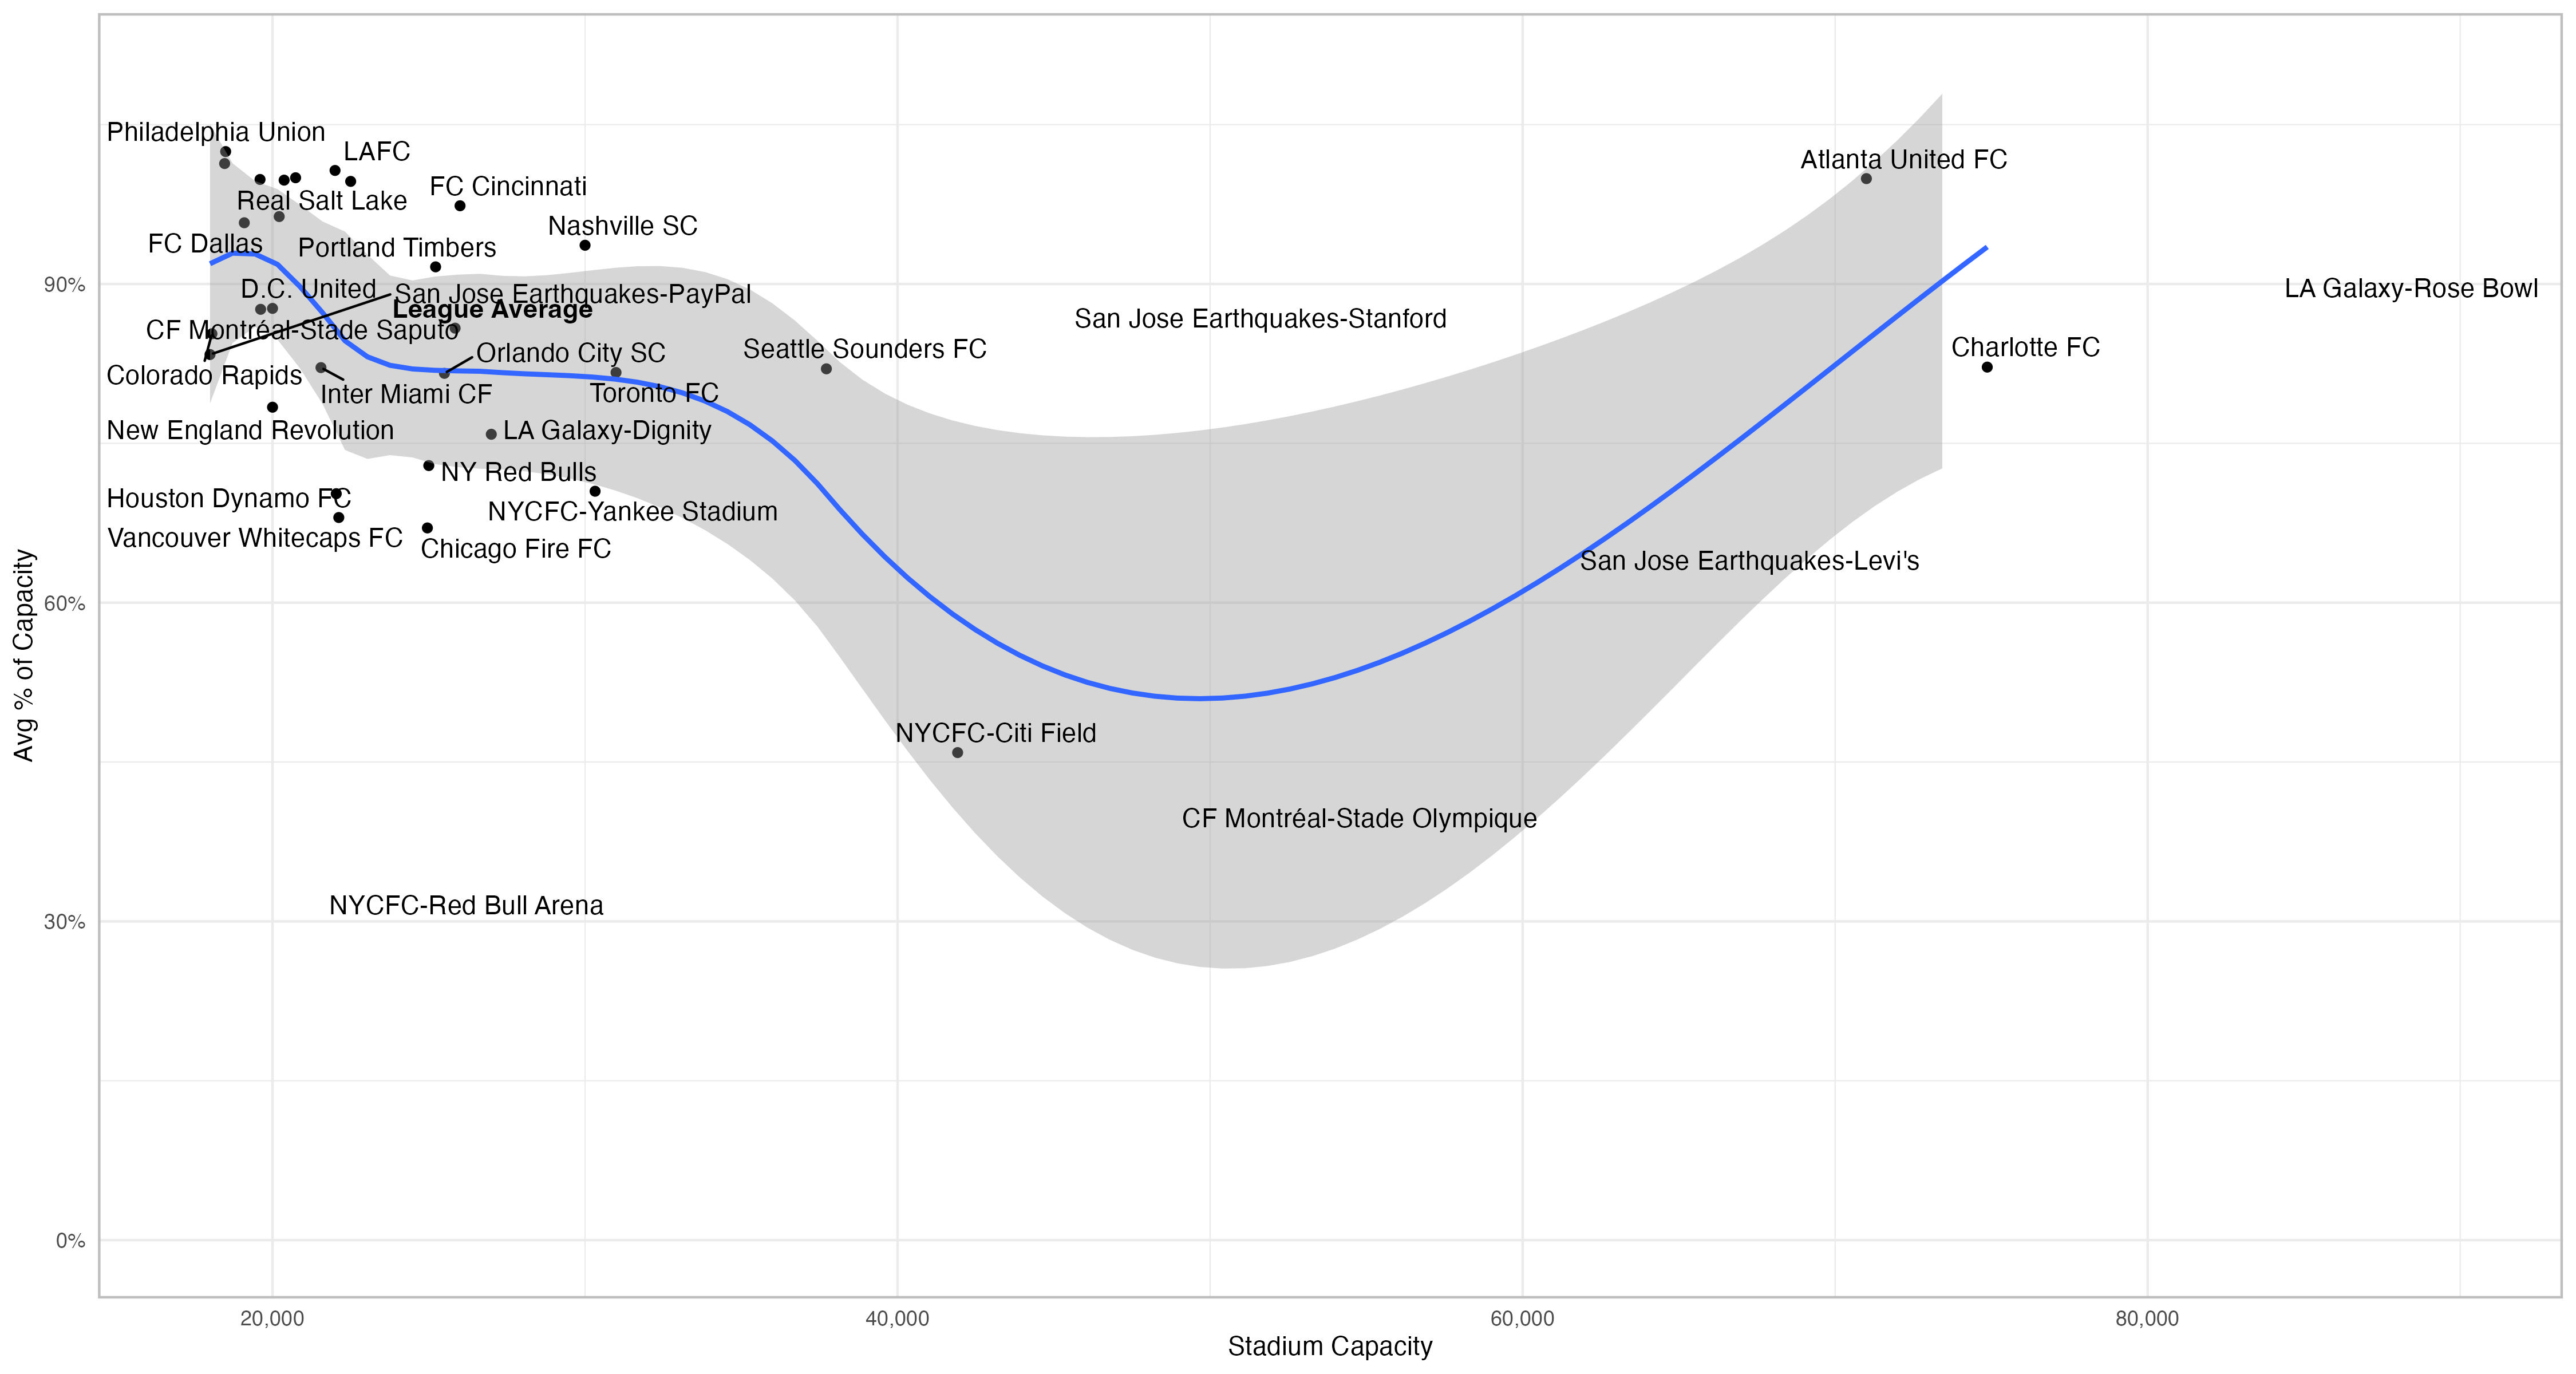 Philadelphia Union
LAFC
Atlanta United FC
FC Cincinnati
Real Salt Lake
Nashville SC
FC Dallas
Portland Timbers
90%
D.C. United
San Jose Earthquakes-PayPal
LA Galaxy-Rose Bowl
League Average
San Jose Earthquakes-Stanford
CF Montréal-Stade Saputo
Charlotte FC
Seattle Sounders FC
Orlando City SC
Colorado Rapids
Inter Miami CF
Toronto FC
New England Revolution
LA Galaxy-Dignity
NY Red Bulls
Houston Dynamo FC
NYCFC-Yankee Stadium
Vancouver Whitecaps FC
Chicago Fire FC
San Jose Earthquakes-Levi's
60%
Avg % of Capacity
NYCFC-Citi Field
CF Montréal-Stade Olympique
NYCFC-Red Bull Arena
30%
0%
20,000
40,000
60,000
80,000
Stadium Capacity